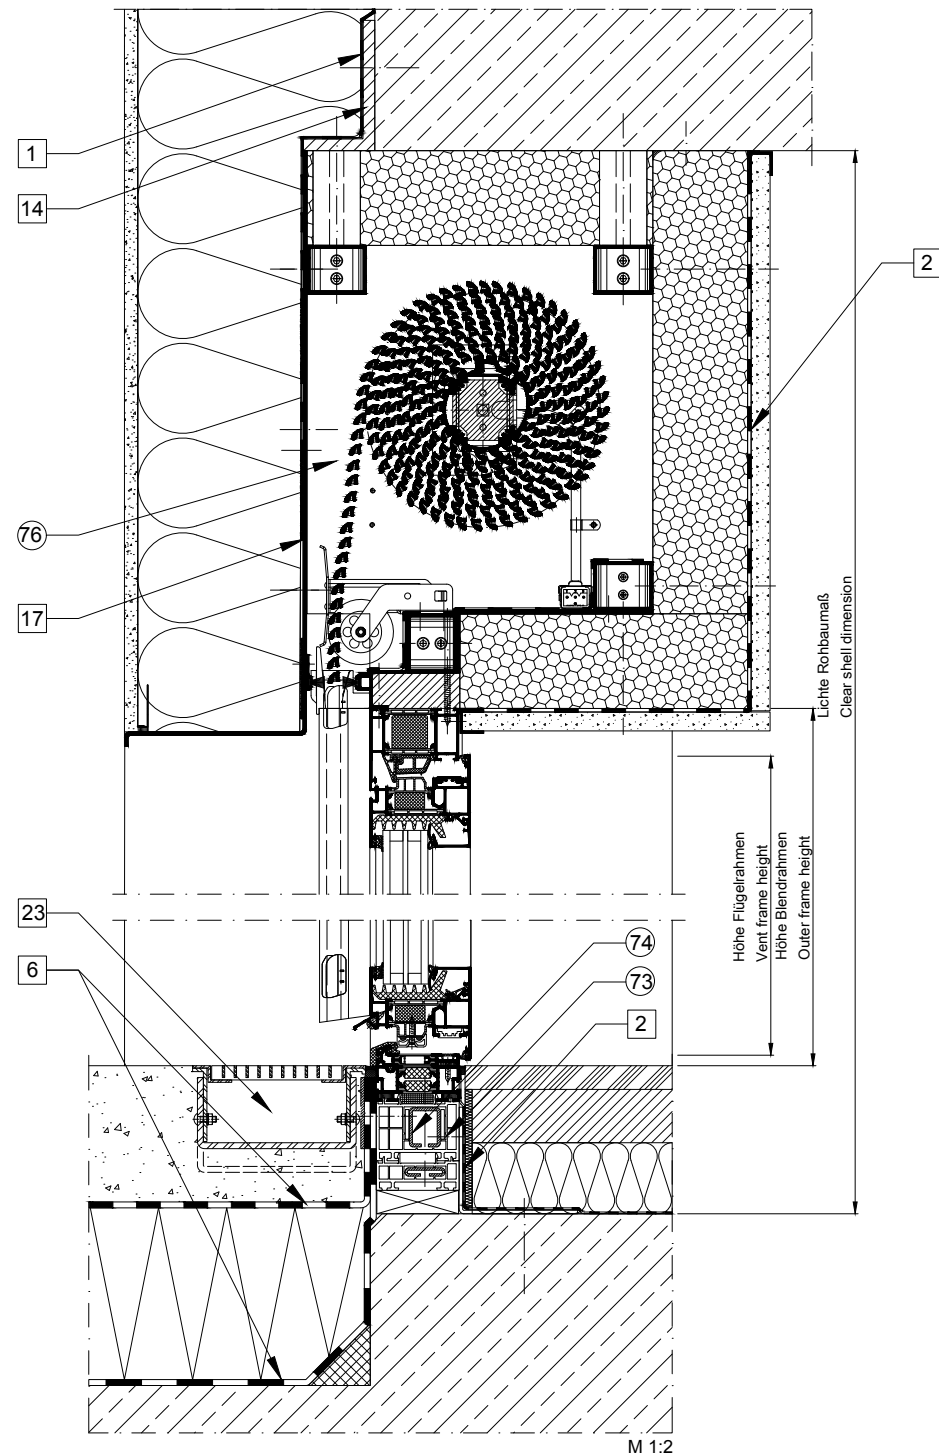 1
14
2
76
17
Lichte Rohbaumaß
Clear shell dimension
Höhe Flügelrahmen
Vent frame height
Höhe Blendrahmen
Outer frame height
23
6
74
73
2
M 1:2